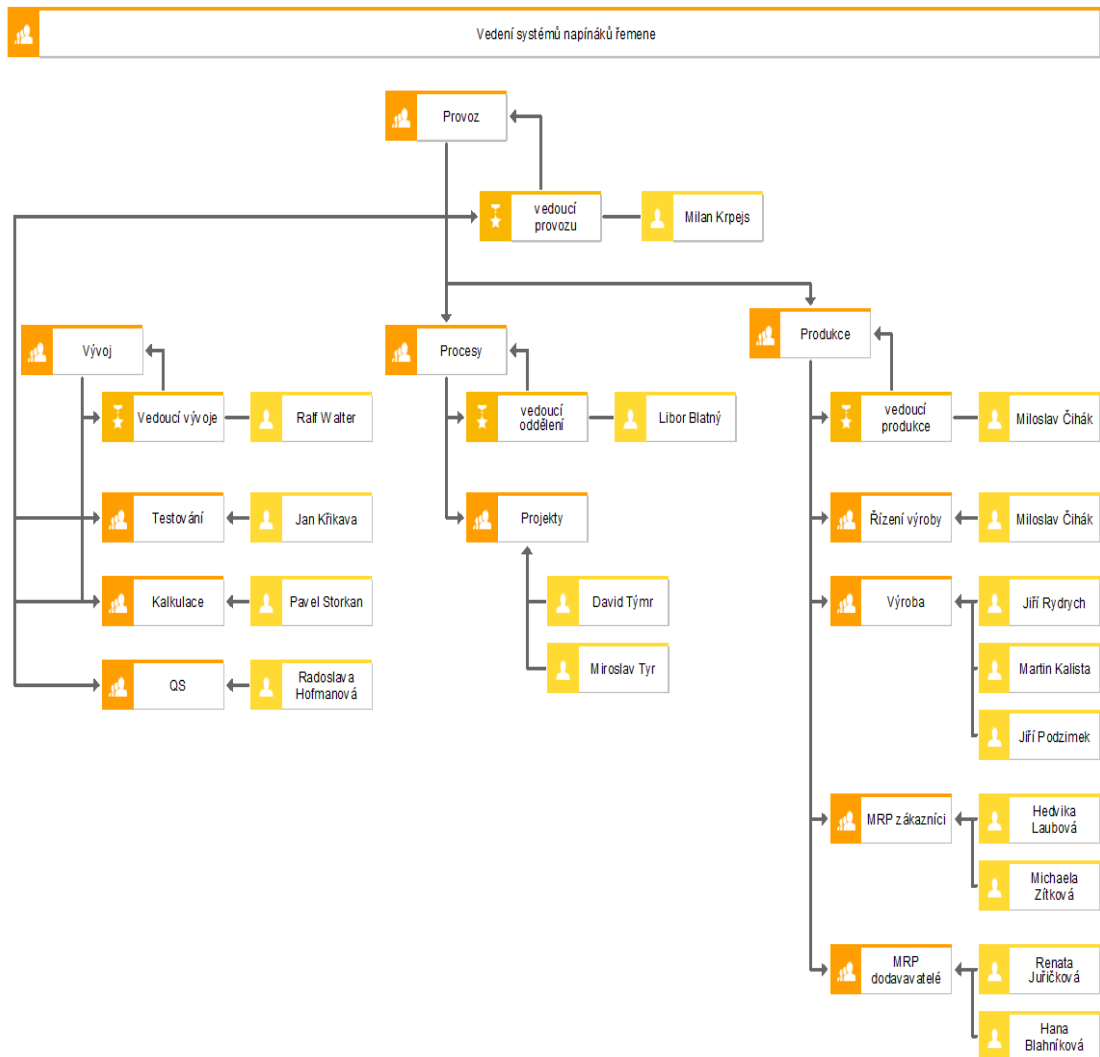 Vedení systémů napínáků řemene
Provoz
vedoucí
provozu
Milan Krpejs
Vývoj
Procesy
Produkce
Vedoucí vývoje
Ralf Walter
vedoucí
oddělení
Libor Blatný
vedoucí
produkce
Miloslav Čihák
Testování
Jan Křikava
Projekty
Řízení výroby
Miloslav Čihák
Kalkulace
Pavel Storkan
David Týmr
Výroba
Jiří Rydrych
QS
Radoslava
Hofmanová
Miroslav Tyr
Martin Kalista
Jiří Podzimek
MRP zákazníci
Hedvika
Laubová
Michaela
Zítková
MRP
dodavavatelé
Renata
Juřičková
Hana
Blahníková